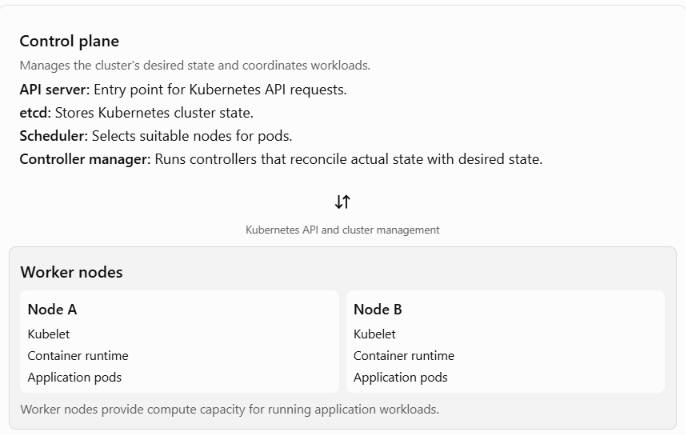 Control plane
Manages the cluster's desired state and coordinates workloads.
API server: Entry point for Kubernetes API requests.
etcd: Stores Kubernetes cluster state.
Scheduler: Selects suitable nodes for pods.
Controller manager: Runs controllers that reconcile actual state with desired state.
Kubernetes API and cluster management
Worker nodes
Node A
Kubelet
Container runtime
Application pods
Node B
Kubelet
Container runtime
Application pods
Worker nodes provide compute capacity for running application workloads.